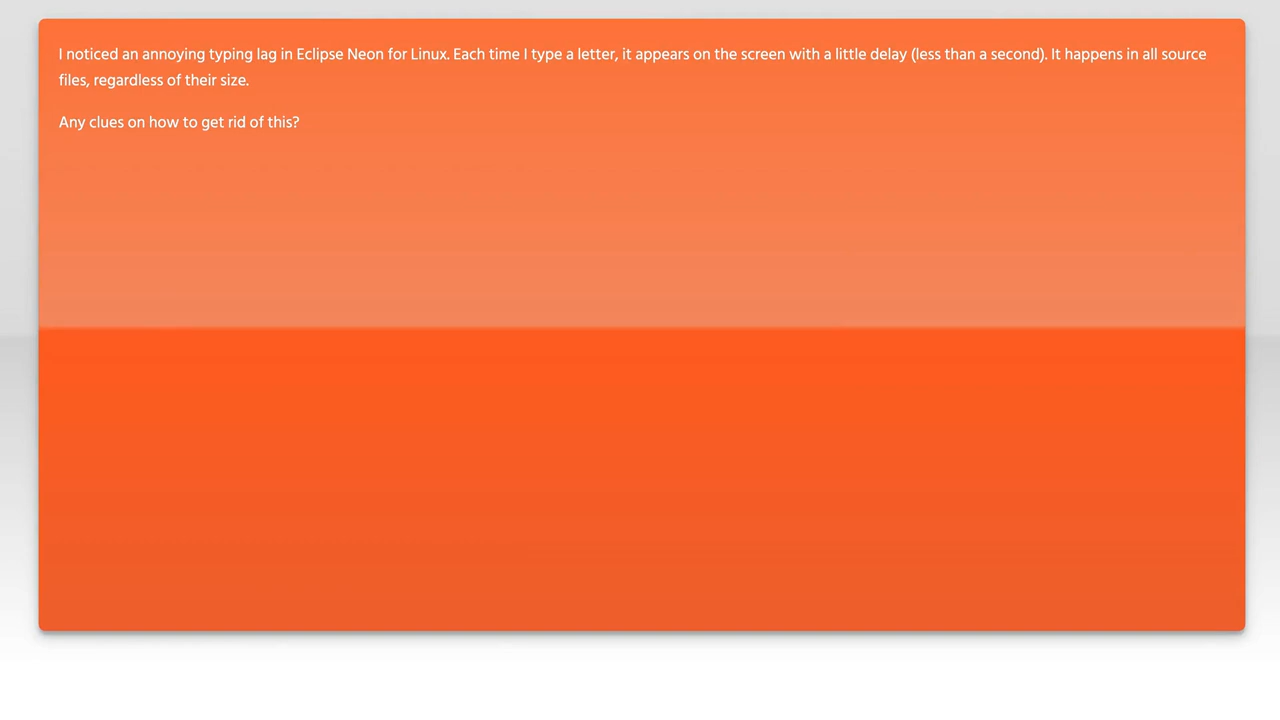 I noticed an annoying typing lag in Eclipse Neon for Linux. Each time I type a letter, it appears on the screen with a little delay (less than a second). It happens in all source
files, regardless of their size.
Any clues on how to get rid of this?